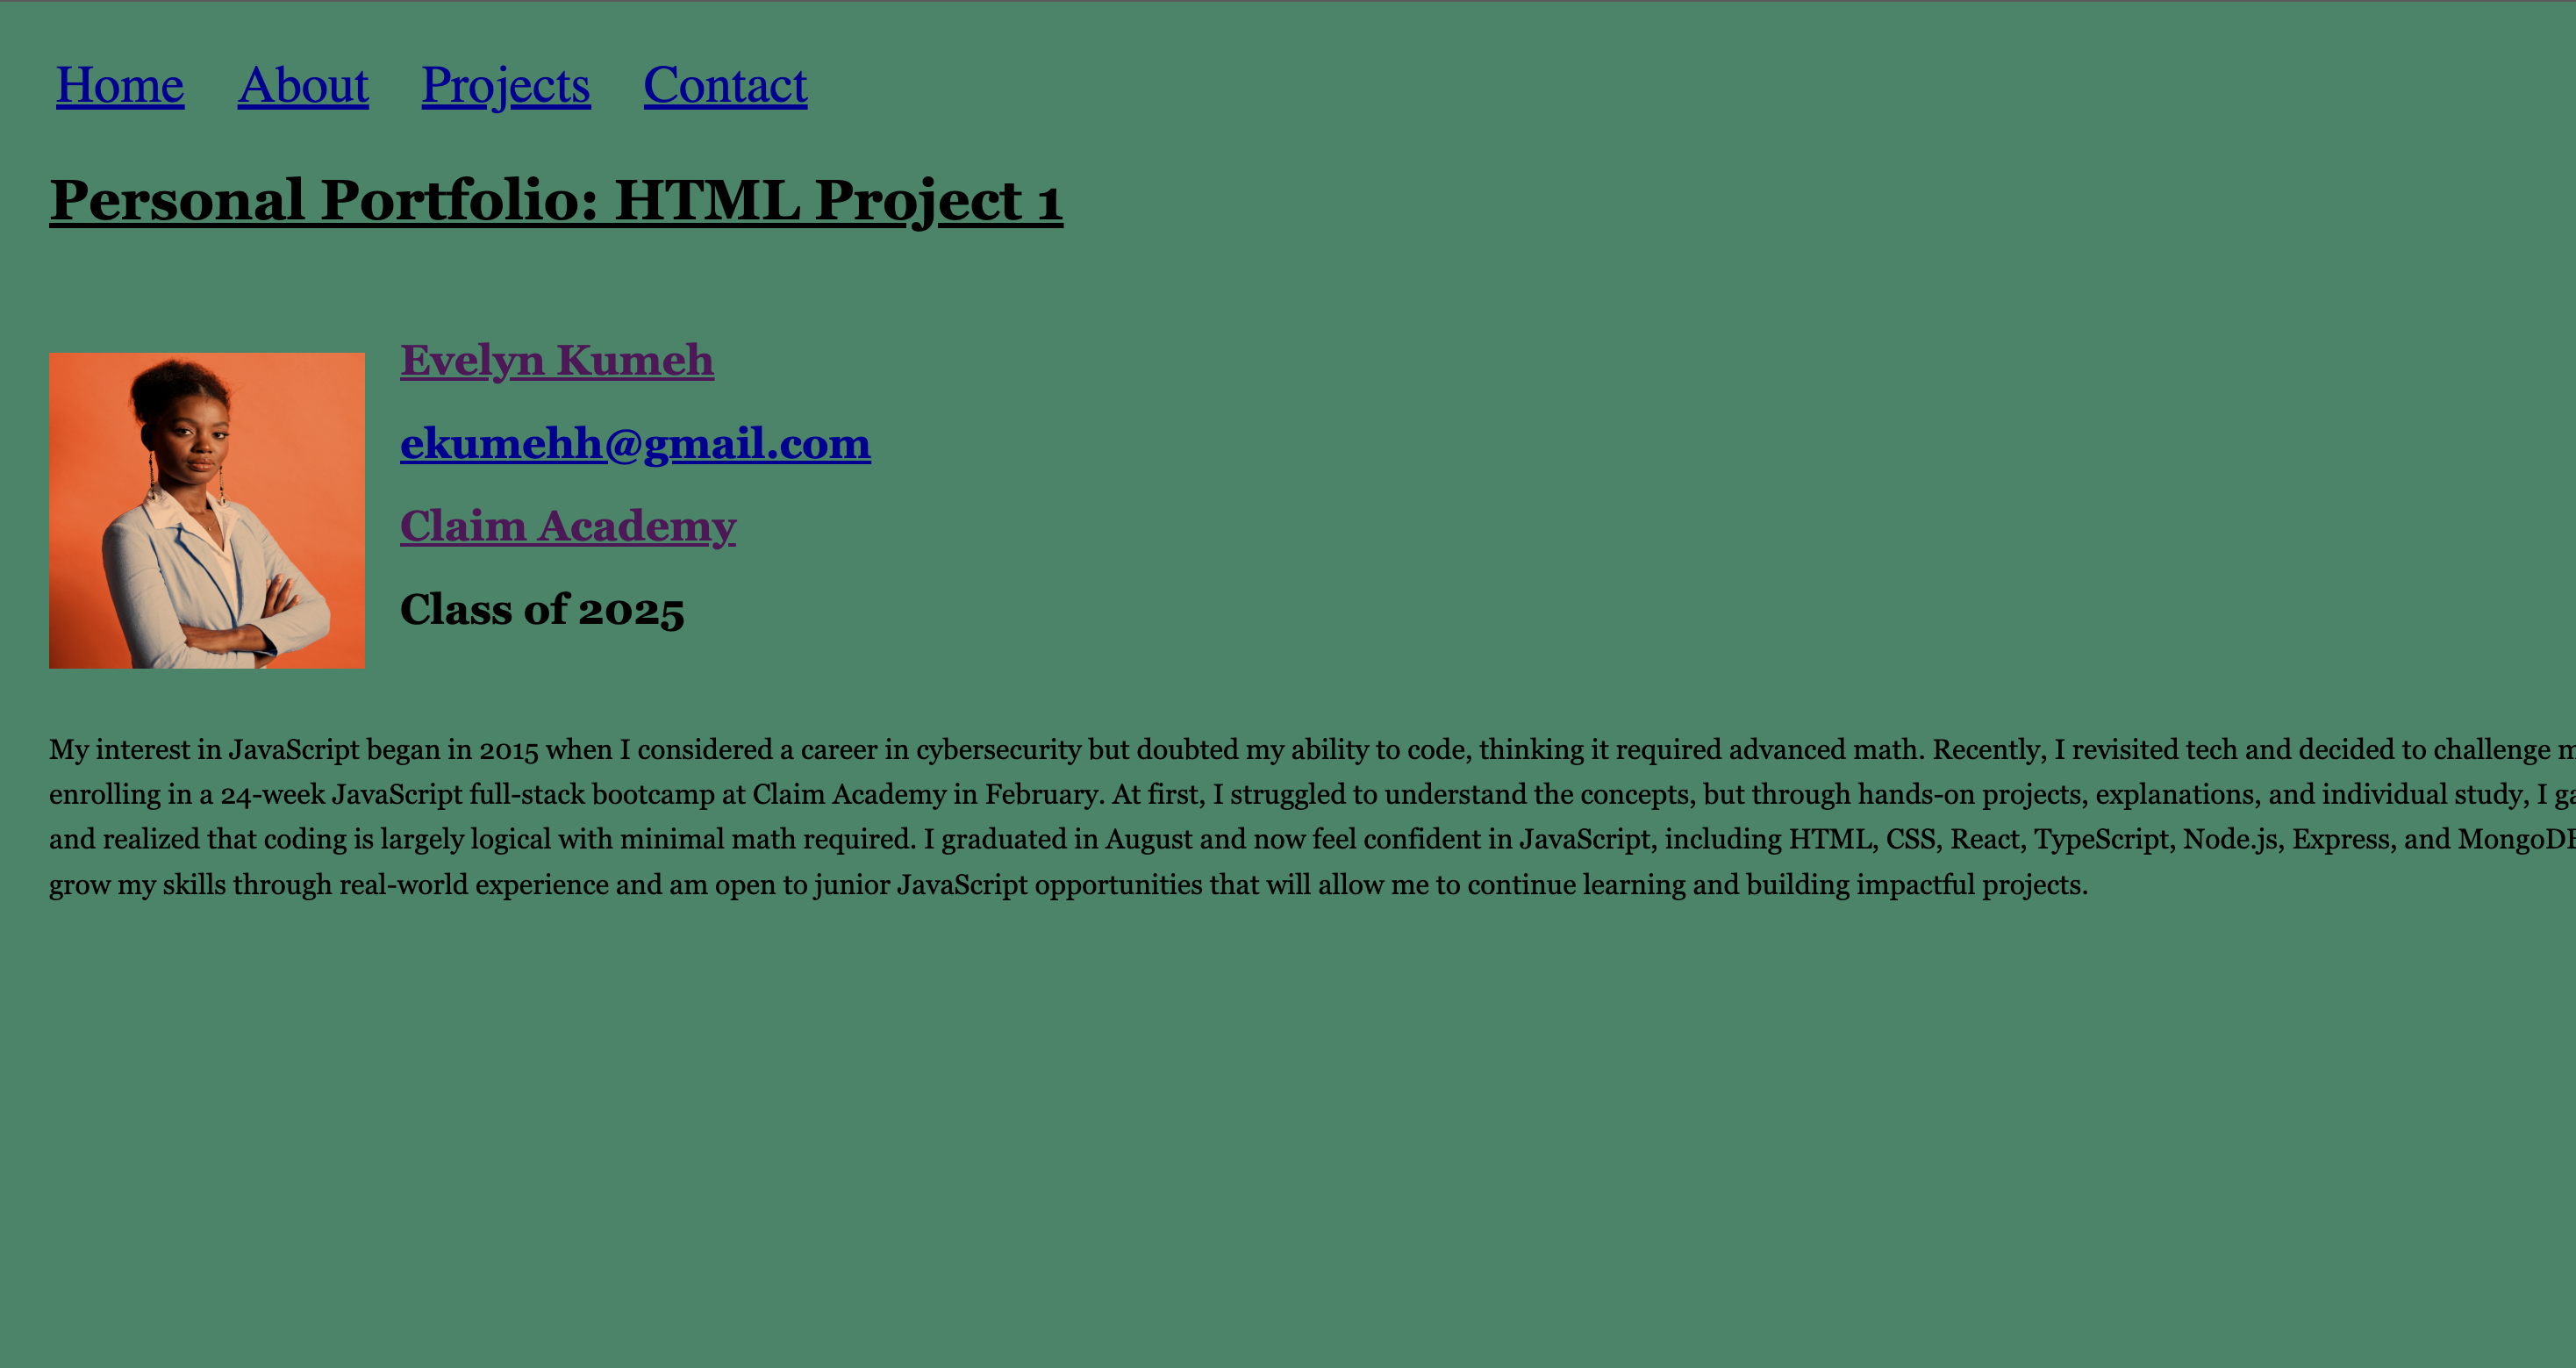 Home About Projects Contact
Personal Portfolio: HTML Project 1
Evelyn Kumeh
ekumehh@gmail.com
Claim Academy
Class of 2025
My interest in JavaScript began in 2015 when I considered a career in cybersecurity but doubted my ability to code, thinking it required advanced math. Recently, I revisited tech and decided to challenge
enrolling in a 24-week JavaScript full-stack bootcamp at Claim Academy in February. At first, I struggled to understand the concepts, but through hands-on projects, explanations, and individual study, I
and realized that coding is largely logical with minimal math required. I graduated in August and now feel confident in JavaScript, including HTML, CSS, React, TypeScript, Node.js, Express, and
grow my skills through real-world experience and am open to junior JavaScript opportunities that will allow me to continue learning and building impactful projects.